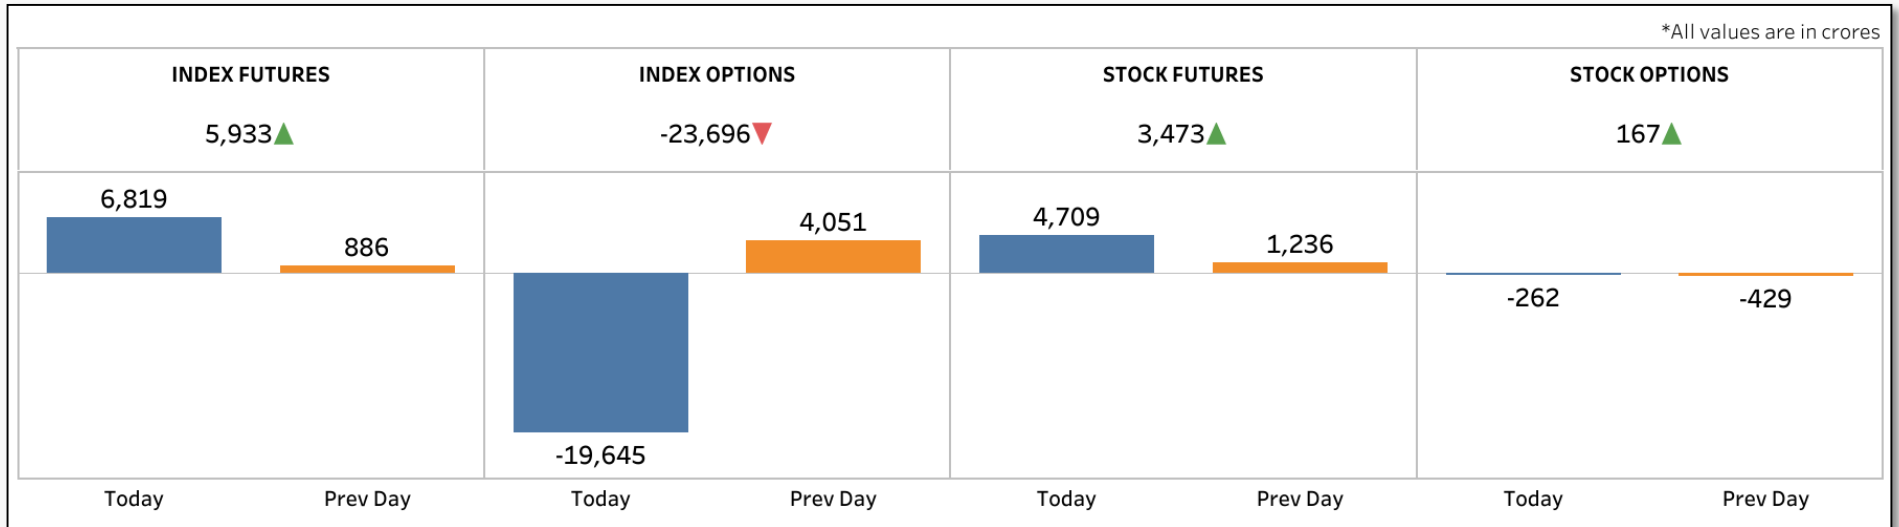 *All values are in crores
INDEX FUTURES
5,933▲
INDEX OPTIONS
-23,696▼
STOCK FUTURES
3,473▲
STOCK OPTIONS
167▲
6,819
886
-19,645
4,051
4,709
1,236
-262
-429
Today
Prev Day
Today
Prev Day
Today
Prev Day
Today
Prev Day